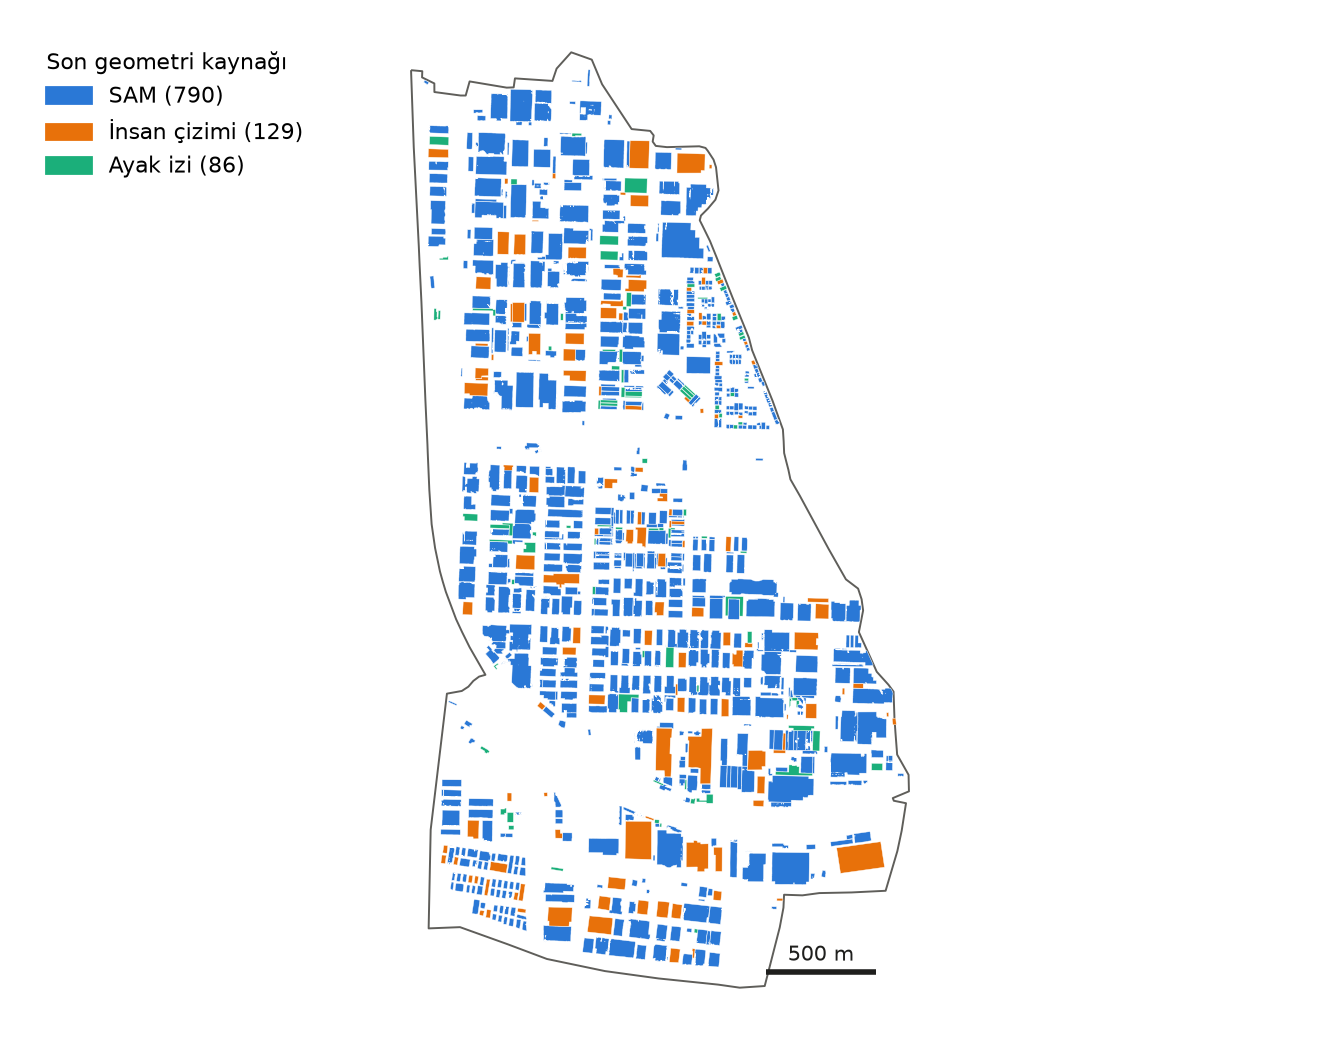 Son geometri kaynağı
SAM (790)
İnsan çizimi (129)
Ayak izi (86)
500 m